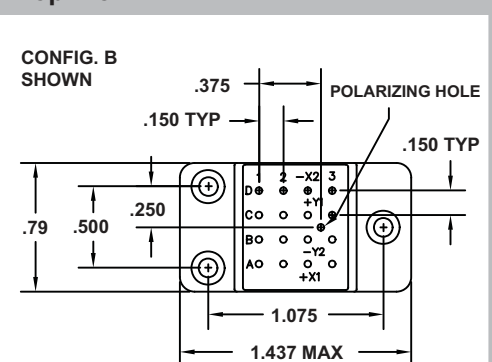 CONFIG. B
SHOWN
.375
POLARIZING HOLE
.150 TYP
.150 TYP
1 2 -X2 3
D
+Y1
C
.250
.79
.500
B
-Y2
A
+X1
1.075
1.437 MAX